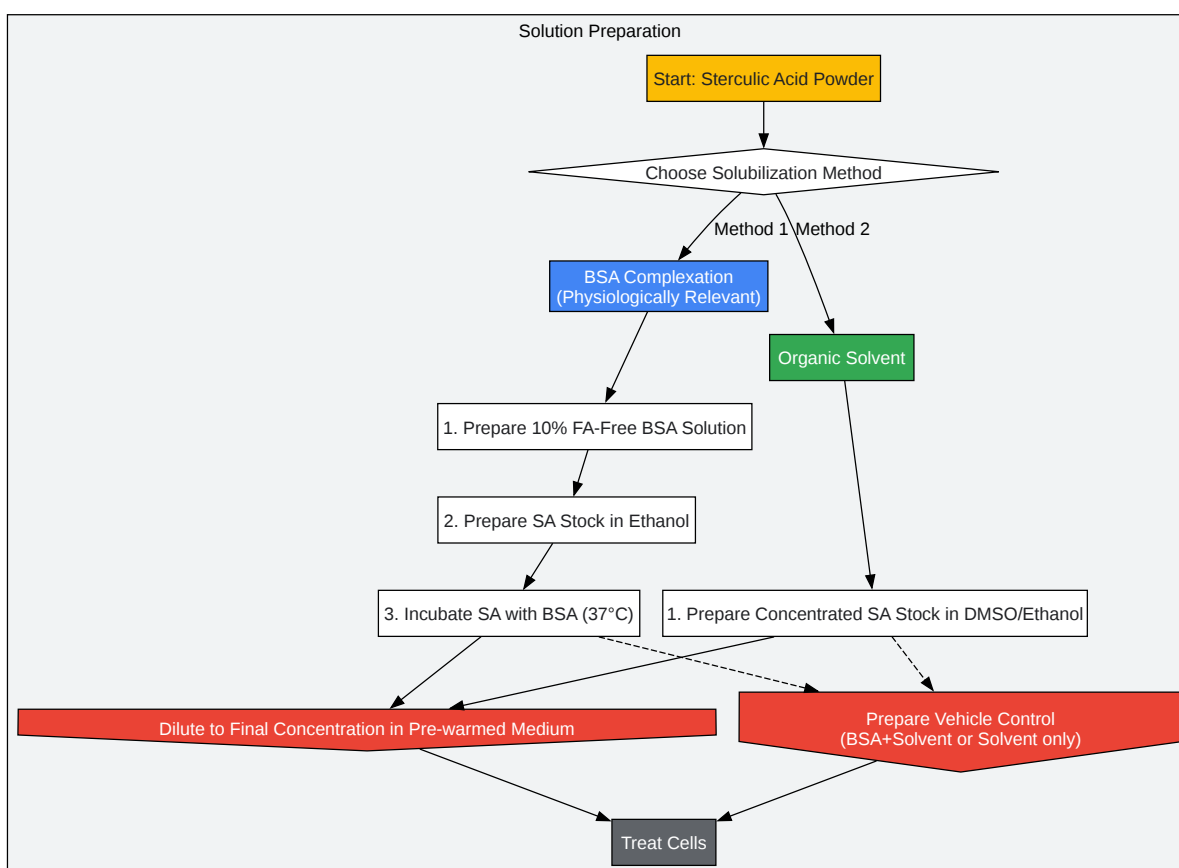 Solution Preparation
Start: Sterculic Acid Powder
Choose Solubilization Method
Method 1
Method 2
BSA Complexation
(Physiologically Relevant)
Organic Solvent
1. Prepare 10% FA-Free BSA Solution
2. Prepare SA Stock in Ethanol
3. Incubate SA with BSA (37°C)
1. Prepare Concentrated SA Stock in DMSO/Ethanol
Dilute to Final Concentration in Pre-warmed Medium
Prepare Vehicle Control
(BSA+Solvent or Solvent only)
Treat Cells